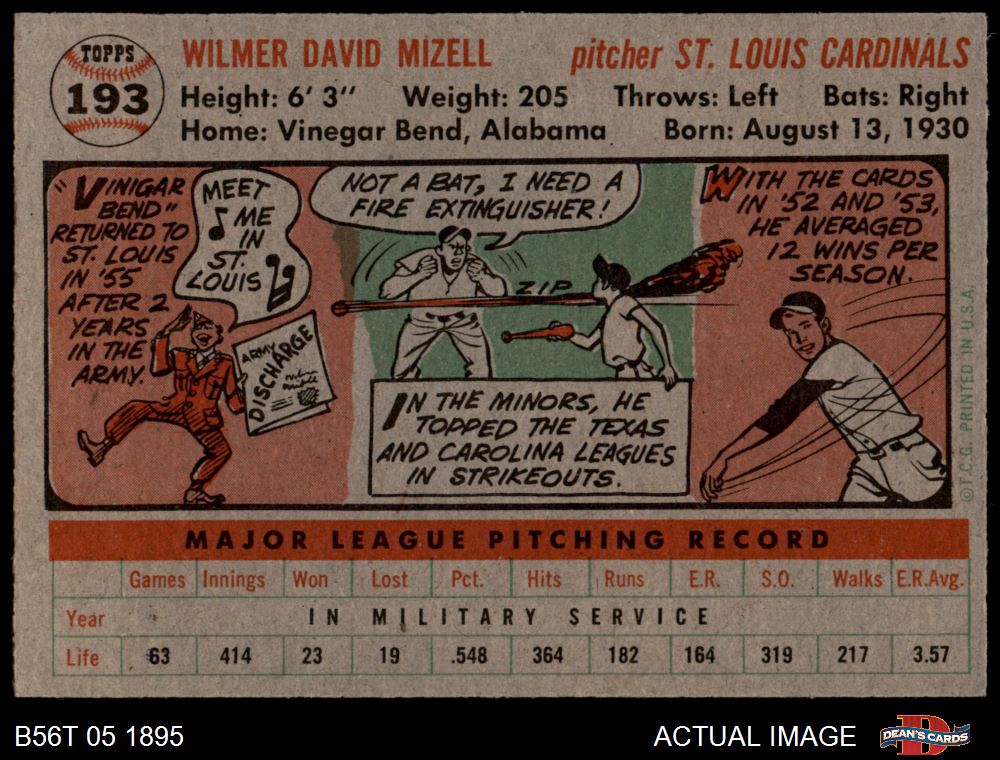 TOPPS
193
WILMER DAVID MIZELL
pitcher ST. LOUIS CARDINALS
Height: 6' 3" Weight: 205 Throws: Left Bats: Right
Home: Vinegar Bend, Alabama Born: August 13, 1930
"VINIGAR
BEND"
RETURNED TO
ST. LOUIS
IN '55
AFTER 2
YEARS
IN THE
ARMY.
MEET
ME
IN
ST.
LOUIS
ARMY
DISCHARGE
NOT A BAT, I NEED A
FIRE EXTINGUISHER!
ZIP
IN THE MINORS, HE
TOPPED THE TEXAS
AND CAROLINA LEAGUES
IN STRIKEOUTS.
WITH THE CARDS
IN '52 AND '53,
HE AVERAGED
12 WINS PER
SEASON.
©T.C.G. PRINTED IN U.S.A.
MAJOR LEAGUE PITCHING RECORD
Games Innings Won Lost Pct. Hits Runs E.R. S.O. Walks E.R.Avg.
Year IN MILITARY SERVICE
Life 63 414 23 19 .548 364 182 164 319 217 3.57
B56T 05 1895
ACTUAL IMAGE
D
DEAN'S CARDS